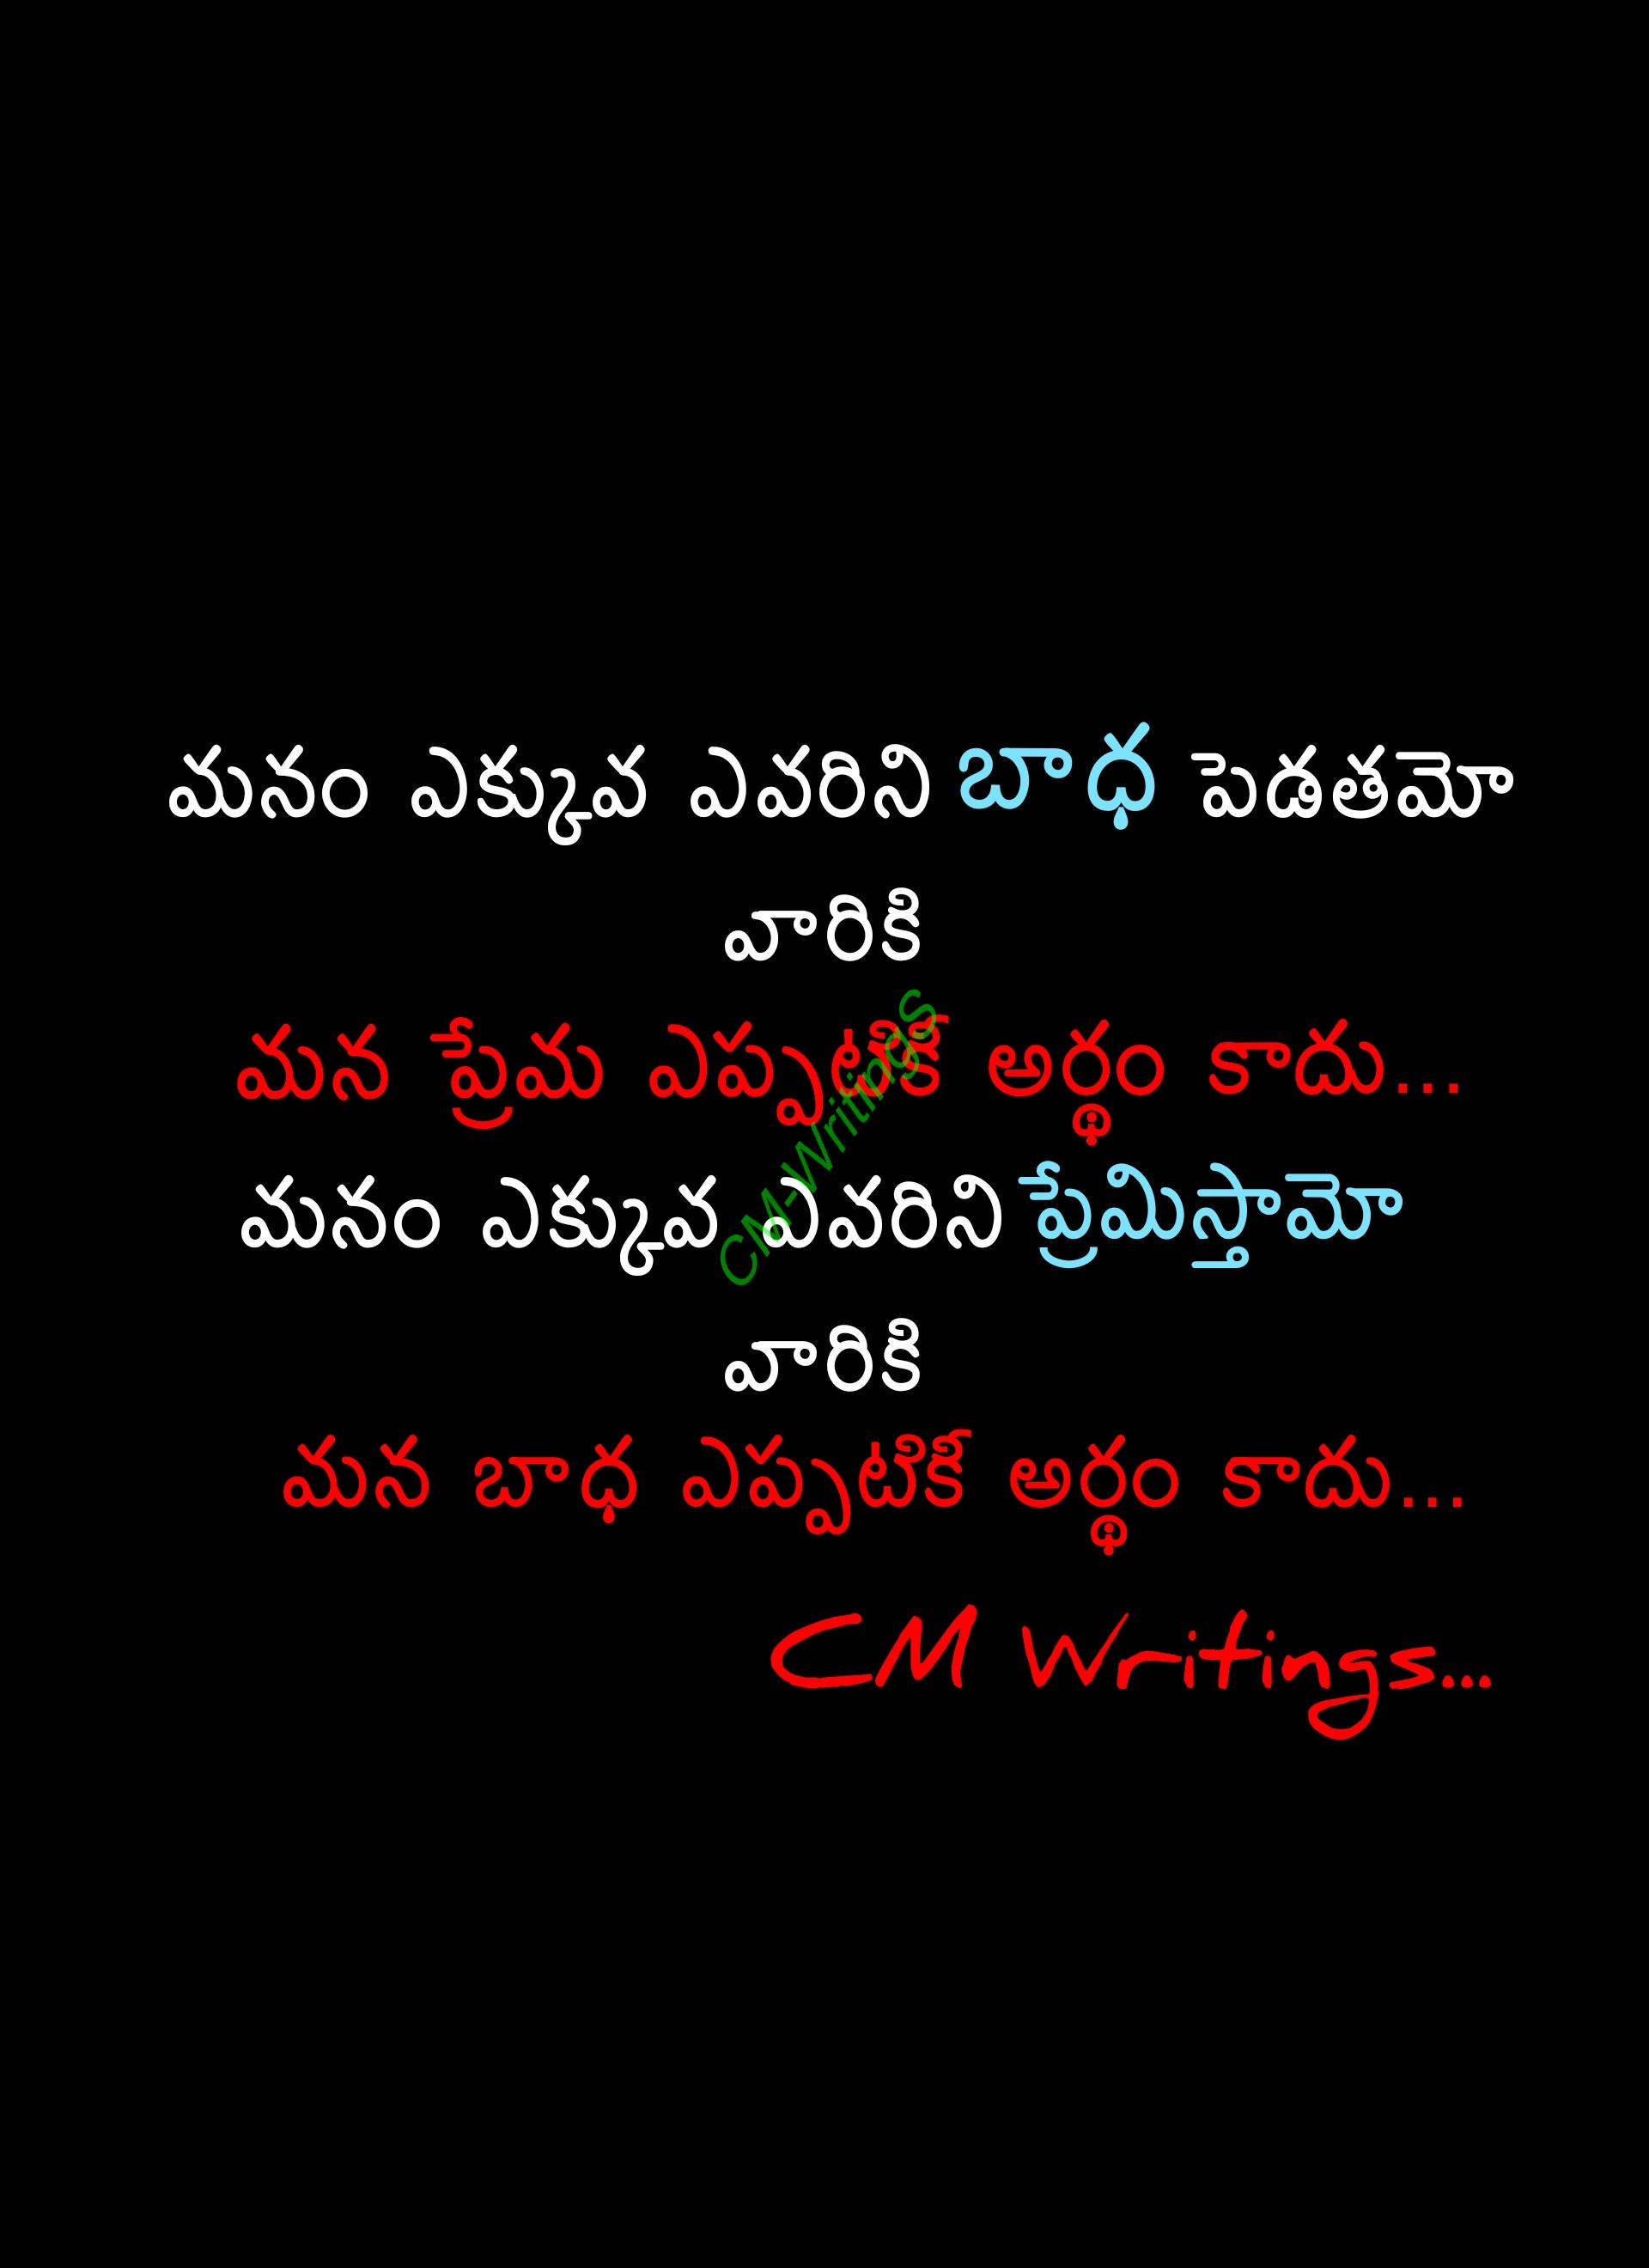 మనం ఎక్కువ ఎవరిని బాధ పెడతమో
వారికి
మన ప్రేమ ఎప్పటికీ అర్థం కాదు...
మనం ఎక్కువ ఎవరిని ప్రేమిస్తామో
వారికి
మన బాధ ఎప్పటికీ అర్థం కాదు...
CM Writings...
CM-Writings